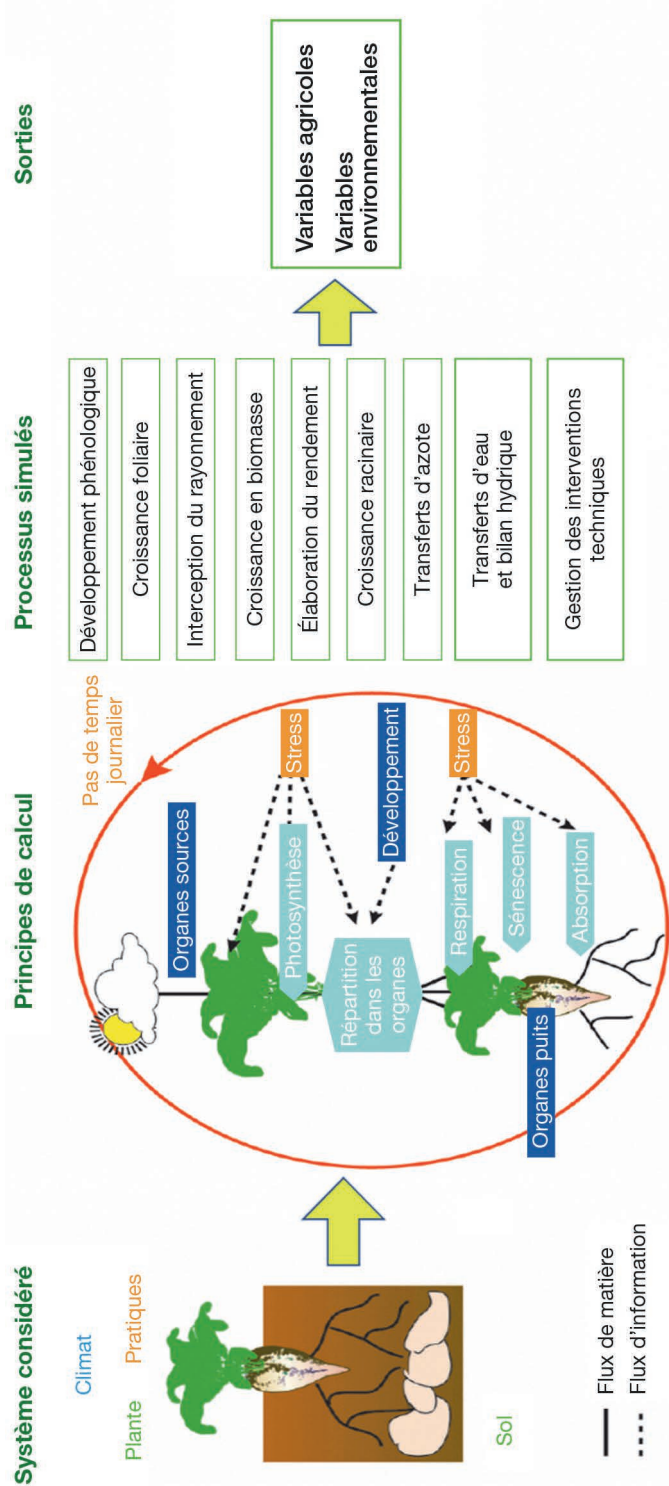 Système considéré
Climat
Plante
Pratiques
Sol
Flux de matière
Flux d'information
Principes de calcul
Pas de temps
journalier
Organes sources
Photosynthèse
Stress
Répartition
dans les
organes
Développement
Respiration
Sénescence
Absorption
Stress
Organes puits
Processus simulés
Développement phénologique
Croissance foliaire
Interception du rayonnement
Croissance en biomasse
Élaboration du rendement
Croissance racinaire
Transferts d'azote
Transferts d'eau
et bilan hydrique
Gestion des interventions
techniques
Sorties
Variables agricoles
Variables
environnementales